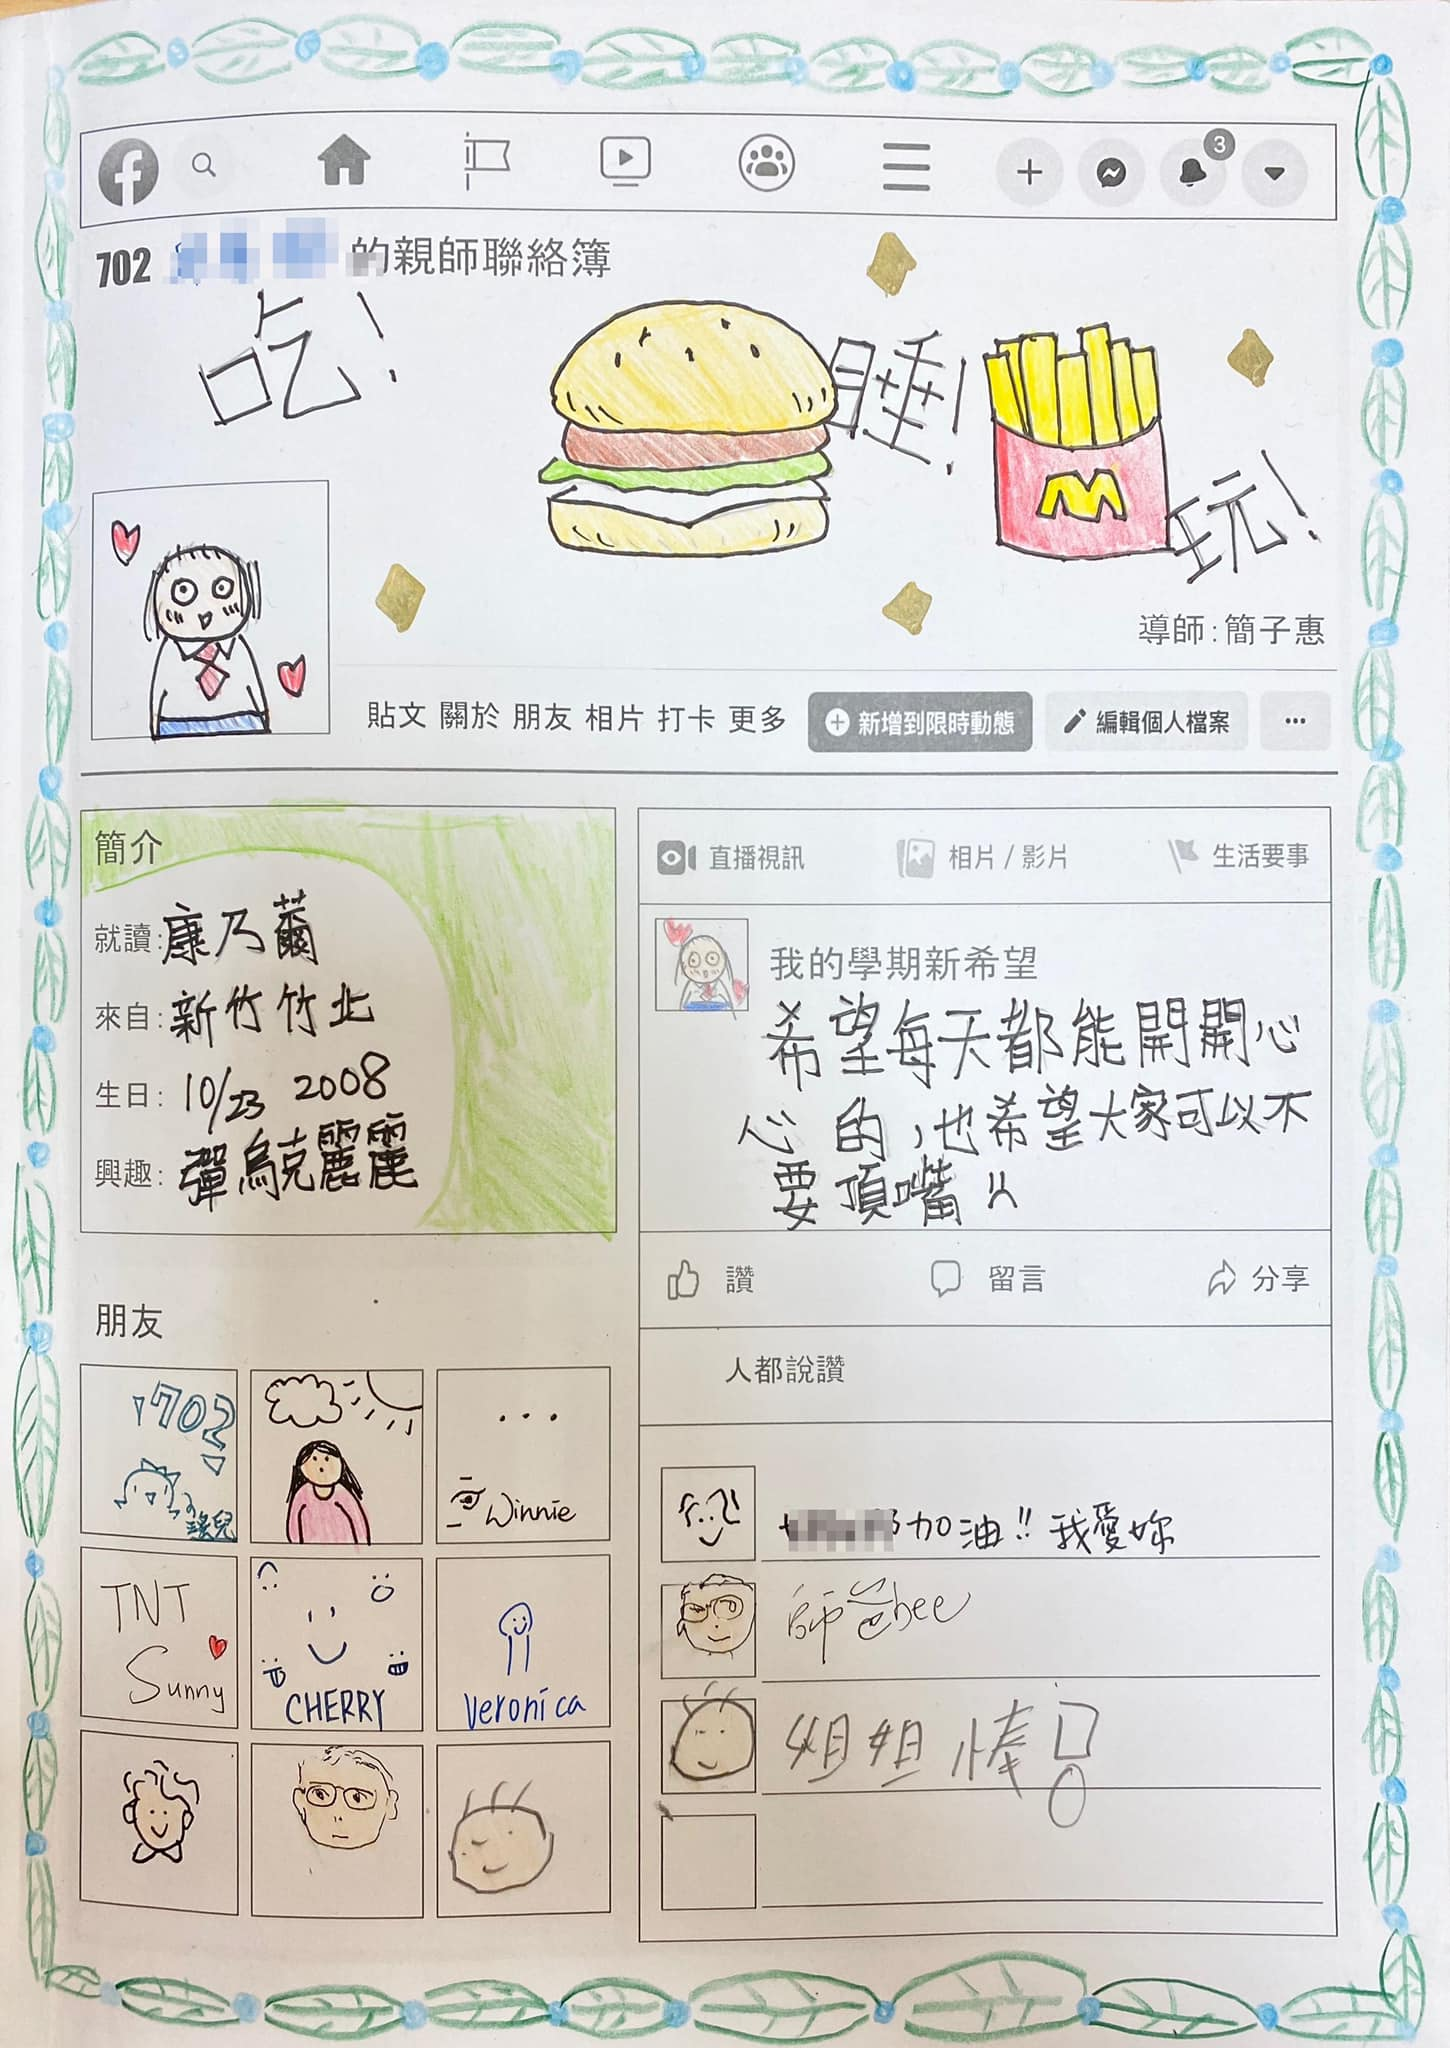 3
702
的親師聯絡簿
吃!
睡!
玩!
導師:簡子惠
貼文 關於 朋友 相片 打卡 更多
新增到限時動態
編輯個人檔案
簡介
就讀:康乃薾
來自:新竹竹北
生日:10/23 2008
興趣:彈烏克麗麗
直播視訊
相片/影片
生活要事
我的學期新希望
希望每天都能開開心
心的,也希望大家可以不
要頂嘴
讚
留言
分享
人都說讚
朋友
702
Winnie
TNT
Sunny
CHERRY
Veronica
加油!! 我愛妳
師爸bee
姐姐棒!